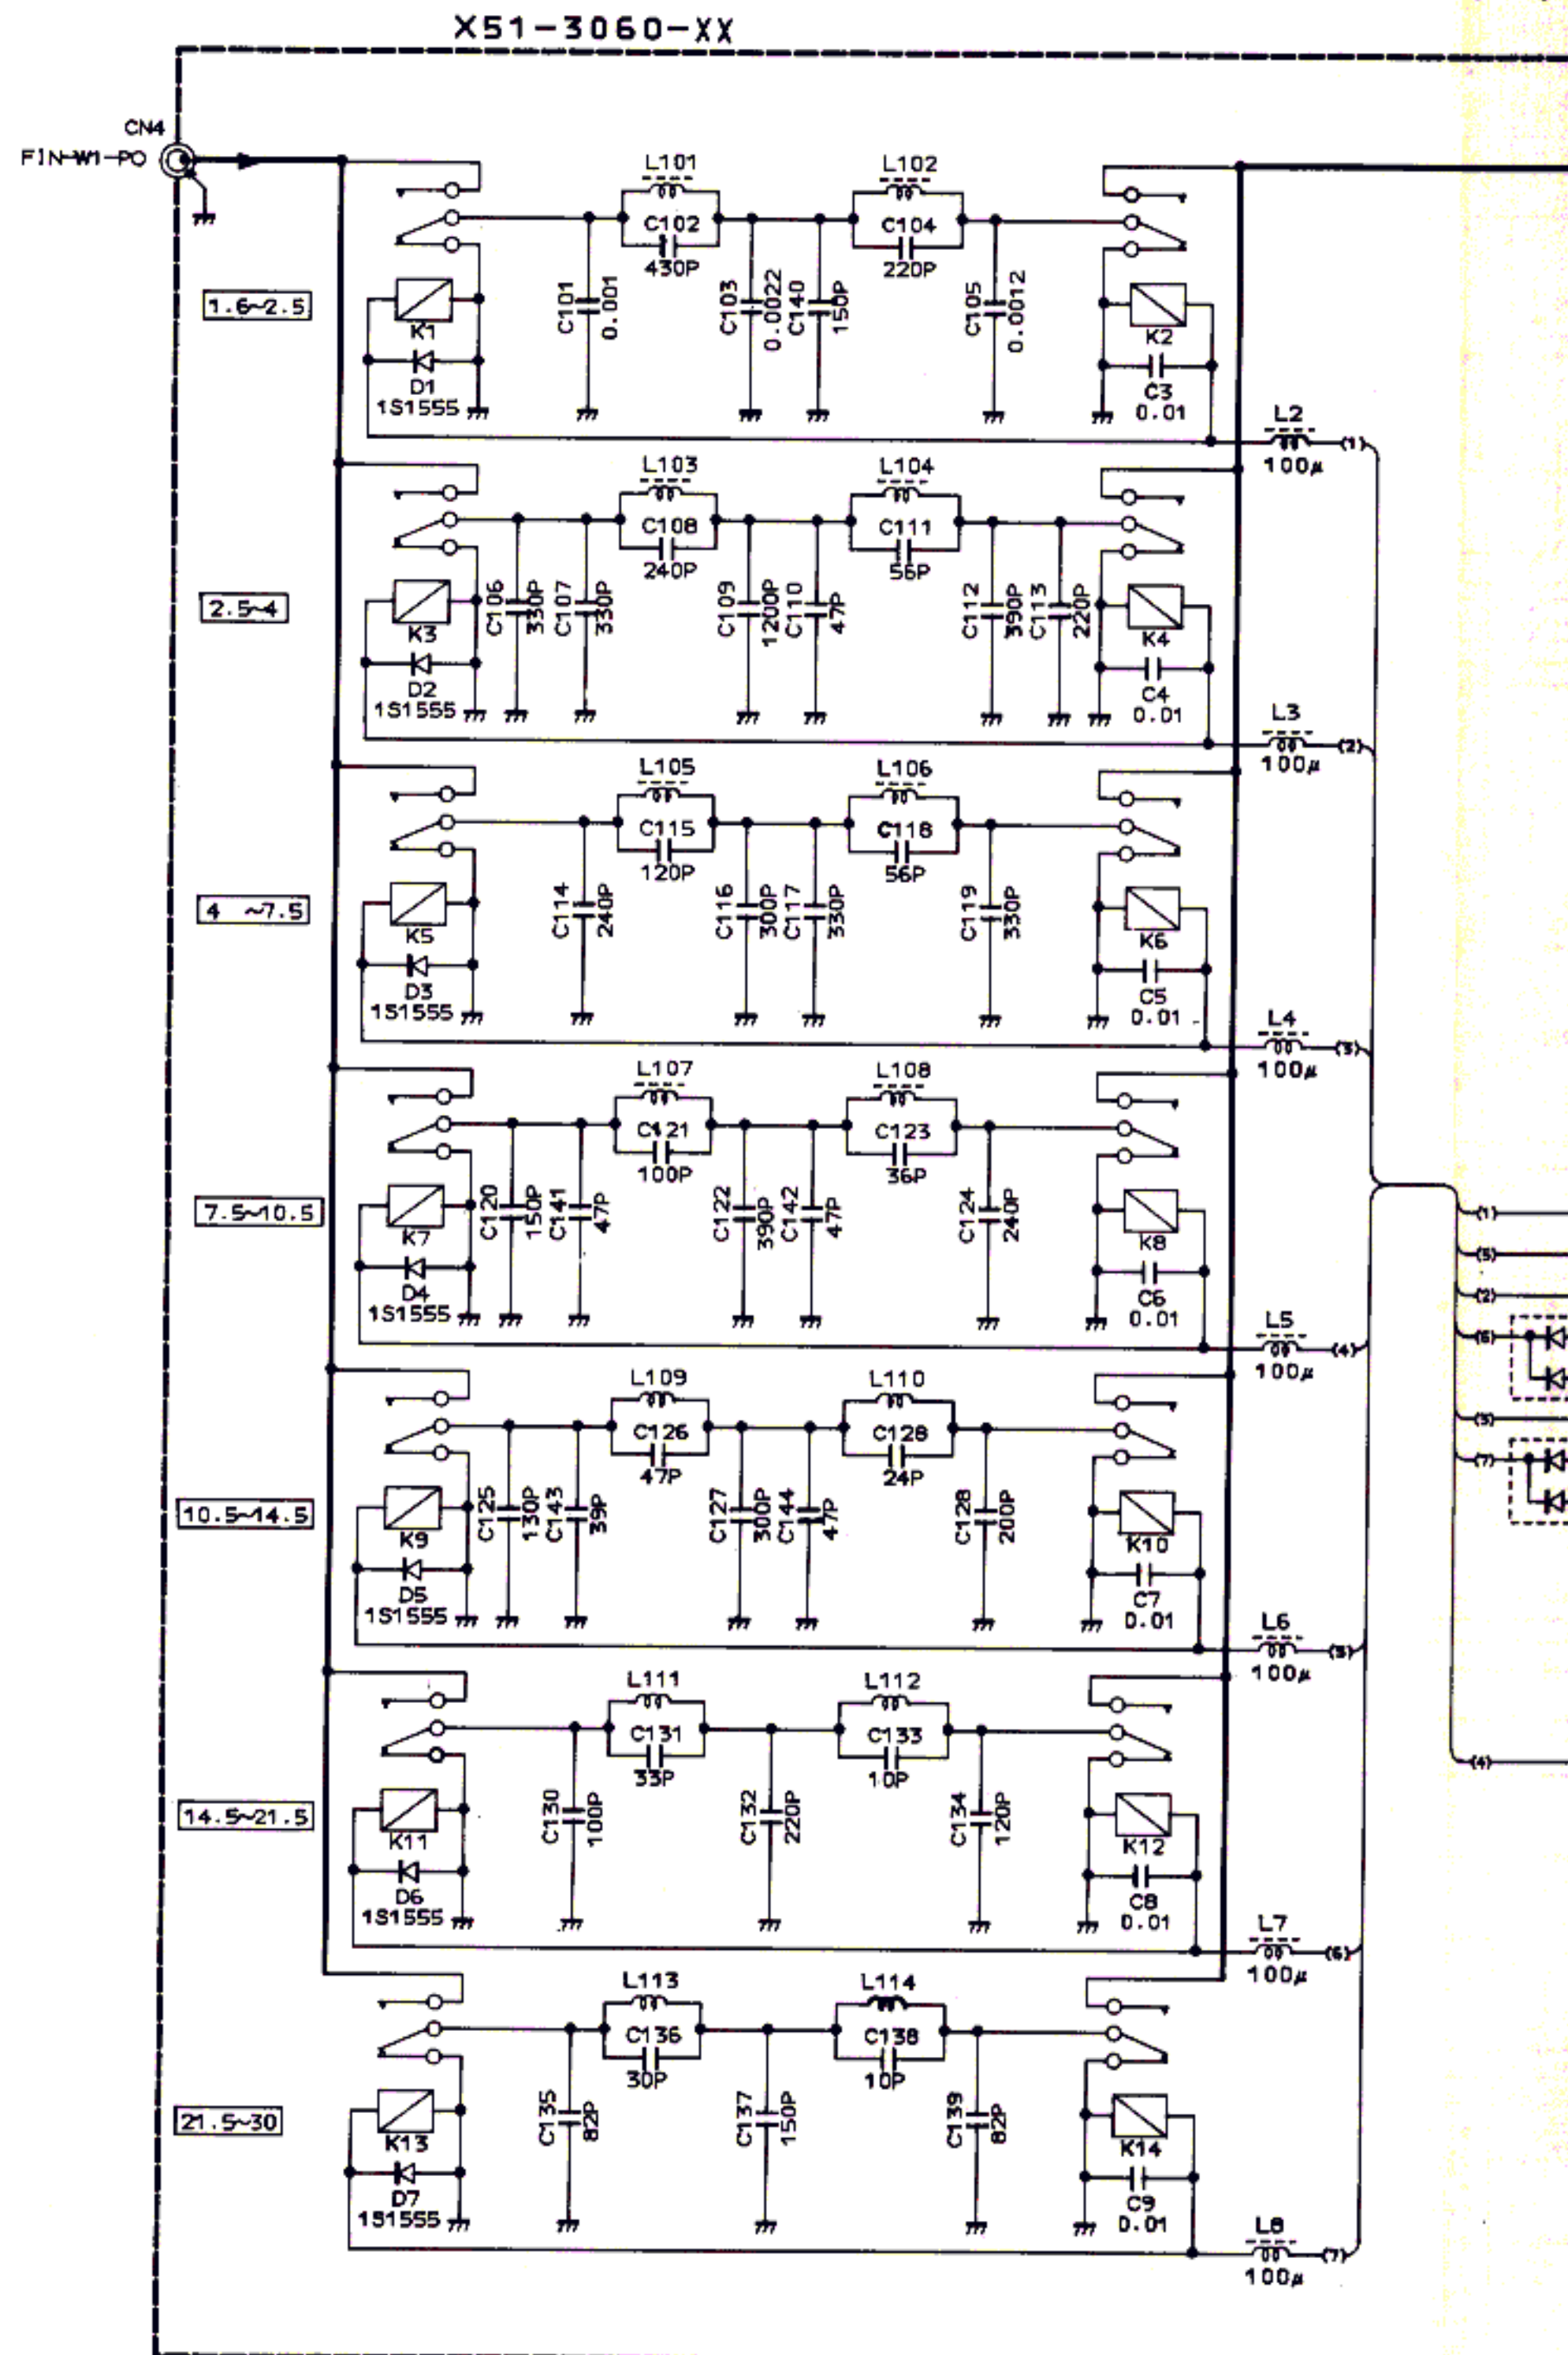 X51-3060-XX
CN4
FIN-W1-PO
L101
L102
C102
430P
C104
220P
C101
0.001
C103
0.0022
C140
150P
C105
0.0012
1.6~2.5
K1
D1
1S1555
K2
C3
0.01
L2
100μ
(1)
L103
L104
C108
240P
C111
56P
C106
330P
C107
330P
C109
1200P
C110
47P
C112
390P
C113
220P
2.5~4
K3
D2
1S1555
K4
C4
0.01
L3
100μ
(2)
L105
L106
C115
120P
C118
56P
C114
240P
C116
300P
C117
330P
C119
330P
4 ~7.5
K5
D3
1S1555
K6
C5
0.01
L4
100μ
(3)
L107
L108
C121
100P
C123
36P
C120
150P
C141
47P
C122
390P
C142
47P
C124
240P
7.5~10.5
K7
D4
1S1555
K8
C6
0.01
L5
100μ
(4)
(1)
(5)
(2)
(6)
(3)
(7)
(4)
L109
L110
C126
47P
C128
24P
C125
130P
C143
39P
C127
300P
C144
47P
C128
200P
10.5~14.5
K9
D5
1S1555
K10
C7
0.01
L6
100μ
(5)
L111
L112
C131
33P
C133
10P
C130
100P
C132
220P
C134
120P
14.5~21.5
K11
D6
1S1555
K12
C8
0.01
L7
100μ
(6)
L113
L114
C136
30P
C138
10P
C135
82P
C137
150P
C139
82P
21.5~30
K13
D7
1S1555
K14
C9
0.01
L8
100μ
(7)